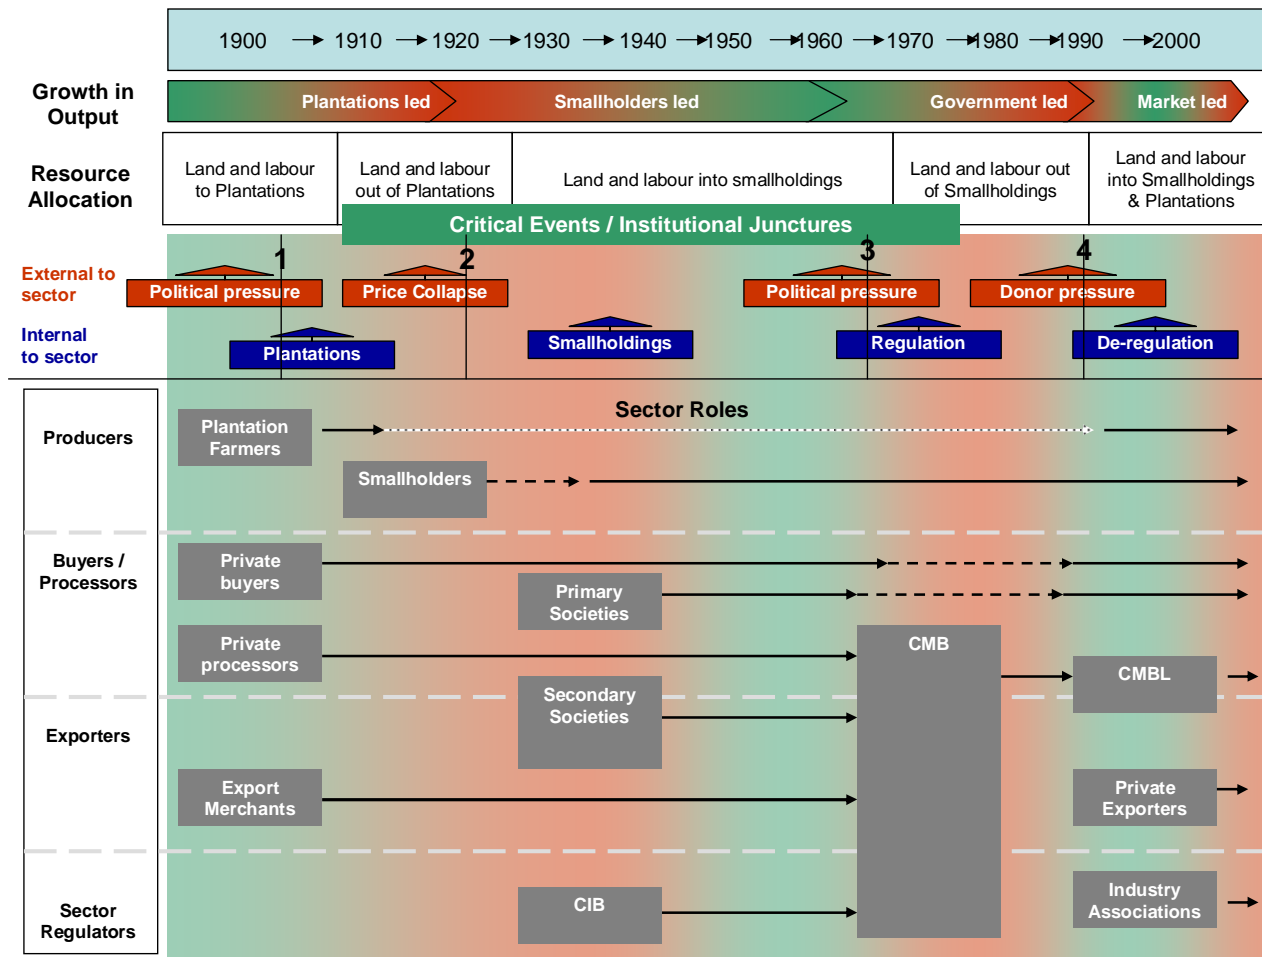 1900 1910 1920 1930 1940 1950 1960 1970 1980 1990 2000
Growth in
Output
Plantations led
Smallholders led
Government led
Market led
Resource
Allocation
Land and labour
to Plantations
Land and labour
out of Plantations
Land and labour into smallholdings
Land and labour out
of Smallholdings
Land and labour
into Smallholdings
& Plantations
Critical Events / Institutional Junctures
1
2
3
4
External to
sector
Political pressure
Price Collapse
Political pressure
Donor pressure
Internal
to sector
Plantations
Smallholdings
Regulation
De-regulation
Sector Roles
Producers
Plantation
Farmers
Smallholders
Buyers /
Processors
Private
buyers
Primary
Societies
Private
processors
CMB
CMBL
Secondary
Societies
Exporters
Export
Merchants
Private
Exporters
Sector
Regulators
CIB
Industry
Associations